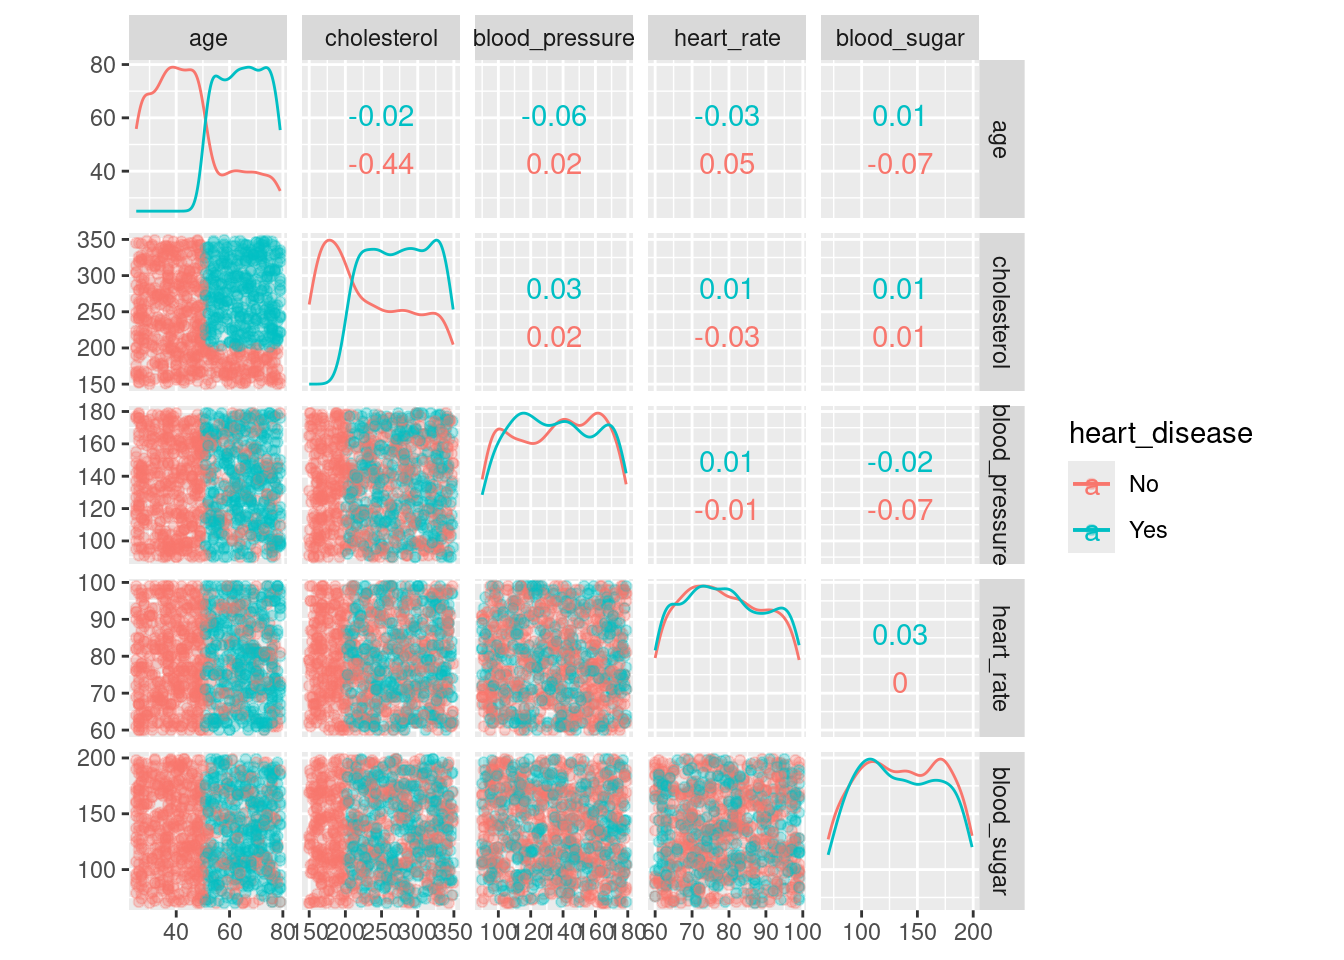 age cholesterol blood_pressure heart_rate blood_sugar
80
60
40
-0.02 -0.06 -0.03 0.01
-0.44 0.02 0.05 -0.07
age
350
300
250
200
150
0.03 0.01 0.01
0.02 -0.03 0.01
cholesterol
180
160
140
120
100
0.01 -0.02
-0.01 -0.07
blood_pressure
100
90
80
70
60
0.03
0
heart_rate
200
150
100
blood_sugar
40 60 80 150 200 250 300 350 100 120 140 160 180 60 70 80 90 100 100 150 200
heart_disease
a No
a Yes